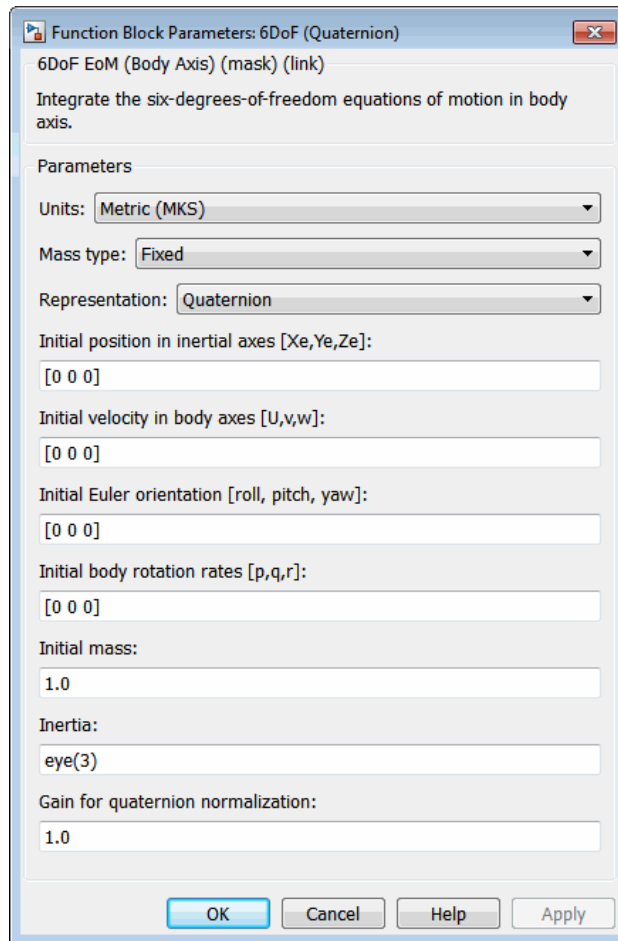 Function Block Parameters: 6DoF (Quaternion)
6DoF EoM (Body Axis) (mask) (link)
Integrate the six-degrees-of-freedom equations of motion in body
axis.
Parameters
Units: Metric (MKS)
Mass type: Fixed
Representation: Quaternion
Initial position in inertial axes [Xe,Ye,Ze]:
[0 0 0]
Initial velocity in body axes [U,v,w]:
[0 0 0]
Initial Euler orientation [roll, pitch, yaw]:
[0 0 0]
Initial body rotation rates [p,q,r]:
[0 0 0]
Initial mass:
1.0
Inertia:
eye(3)
Gain for quaternion normalization:
1.0
OK Cancel Help Apply